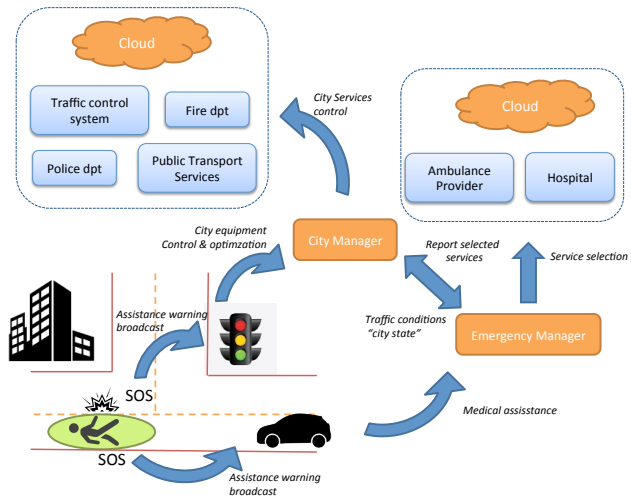 Cloud
Traffic control
system
Fire dpt
Police dpt
Public Transport
Services
City Services
control
Cloud
Ambulance
Provider
Hospital
City equipment
Control & optimzation
City Manager
Report selected
services
Service selection
Assistance warning
broadcast
Traffic conditions
“city state”
Emergency Manager
SOS
Medical assisstance
SOS
Assistance warning
broadcast